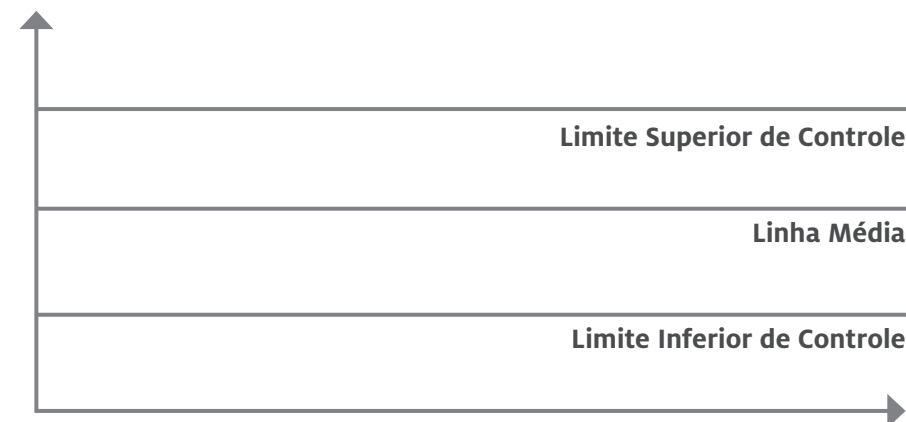 Limite Superior de Controle
Linha Média
Limite Inferior de Controle